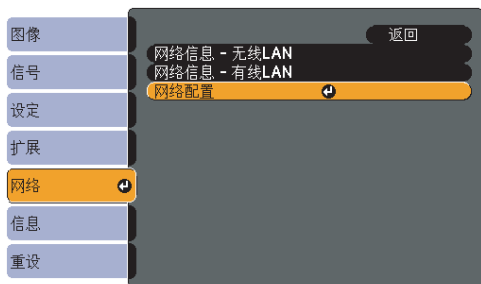 图像
信号
设定
扩展
网络
信息
重设
返回
网络信息 - 无线LAN
网络信息 - 有线LAN
网络配置